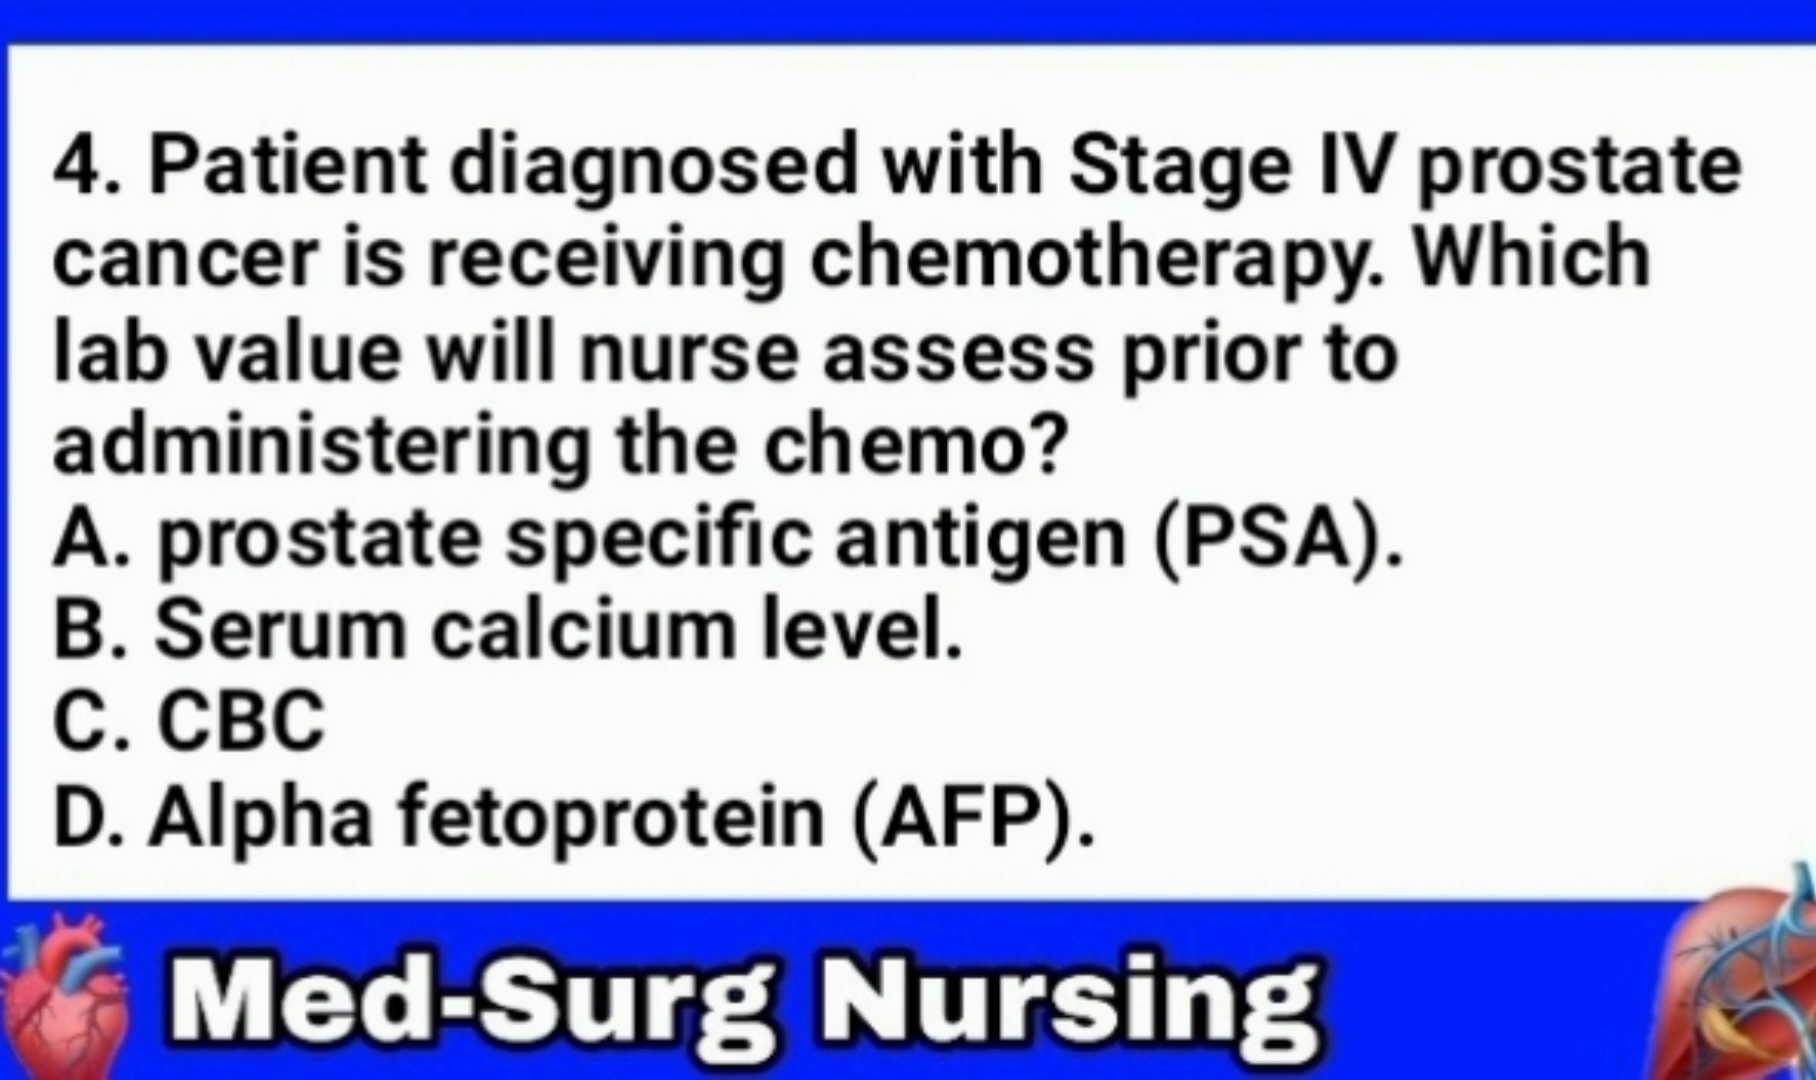 4. Patient diagnosed with Stage IV prostate
cancer is receiving chemotherapy. Which
lab value will nurse assess prior to
administering the chemo?
A. prostate specific antigen (PSA).
B. Serum calcium level.
C. CBC
D. Alpha fetoprotein (AFP).
Med-Surg Nursing